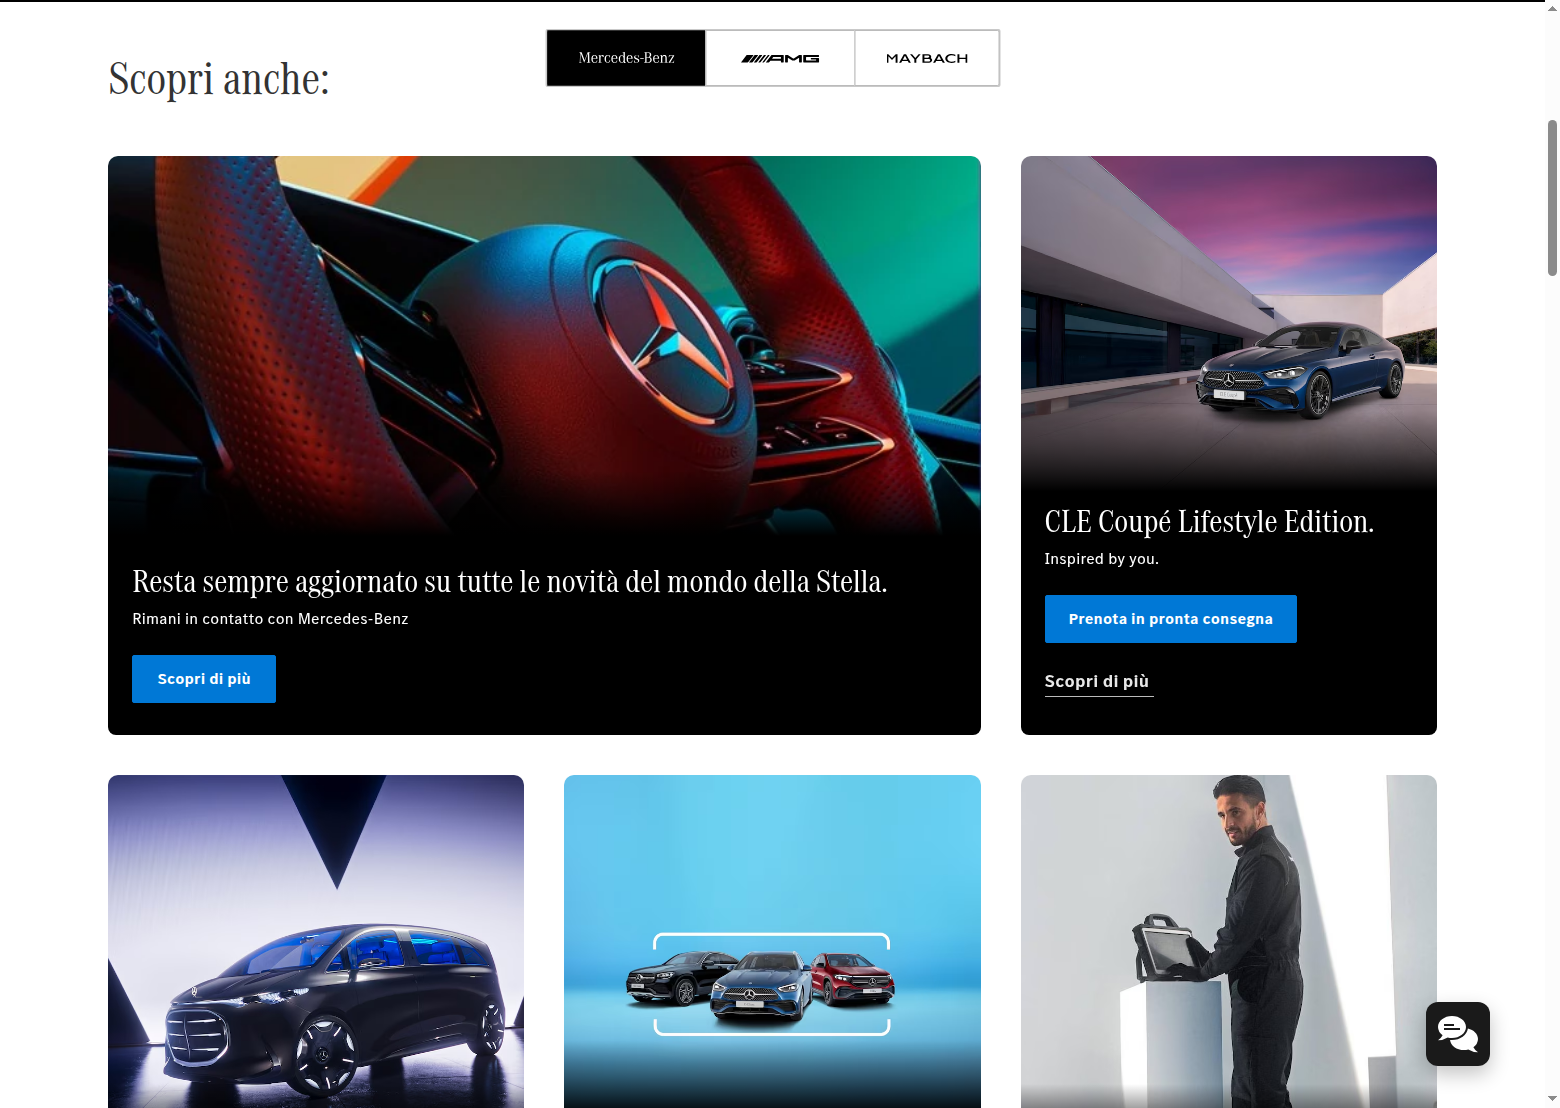 Scopri anche:
Mercedes-Benz
AMG
MAYBACH
Resta sempre aggiornato su tutte le novità del mondo della Stella.
Rimani in contatto con Mercedes-Benz
Scopri di più
CLE Coupé Lifestyle Edition.
Inspired by you.
Prenota in pronta consegna
Scopri di più